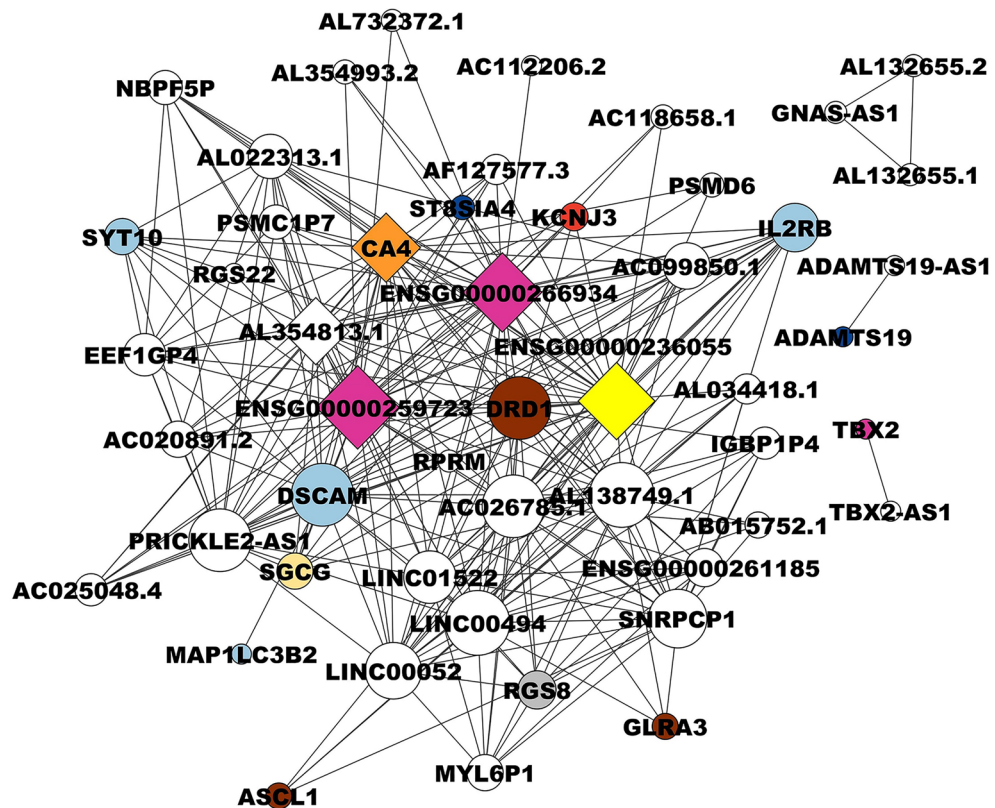 AL732372.1
AL354993.2
AC112206.2
AL132655.2
NBPF5P
GNAS-AS1
AC118658.1
AL022313.1
AF127577.3
AL132655.1
PSMD6
ST8SIA4
KCNJ3
PSMC1P7
SYT10
IL2RB
CA4
RGS22
AC099850.1
ADAMTS19-AS1
ENSG00000266934
AL354813.1
ADAMTS19
ENSG00000236055
EEF1GP4
AL034418.1
ENSG00000259723
DRD1
TBX2
AC020891.2
IGBP1P4
RPRM
DSCAM
AL138749.1
AC026785.1
TBX2-AS1
AB015752.1
PRICKLE2-AS1
SGCG
LINC01522
ENSG00000261185
AC025048.4
SNRPCP1
LINC00494
MAP1LC3B2
LINC00052
RGS8
GLRA3
MYL6P1
ASCL1